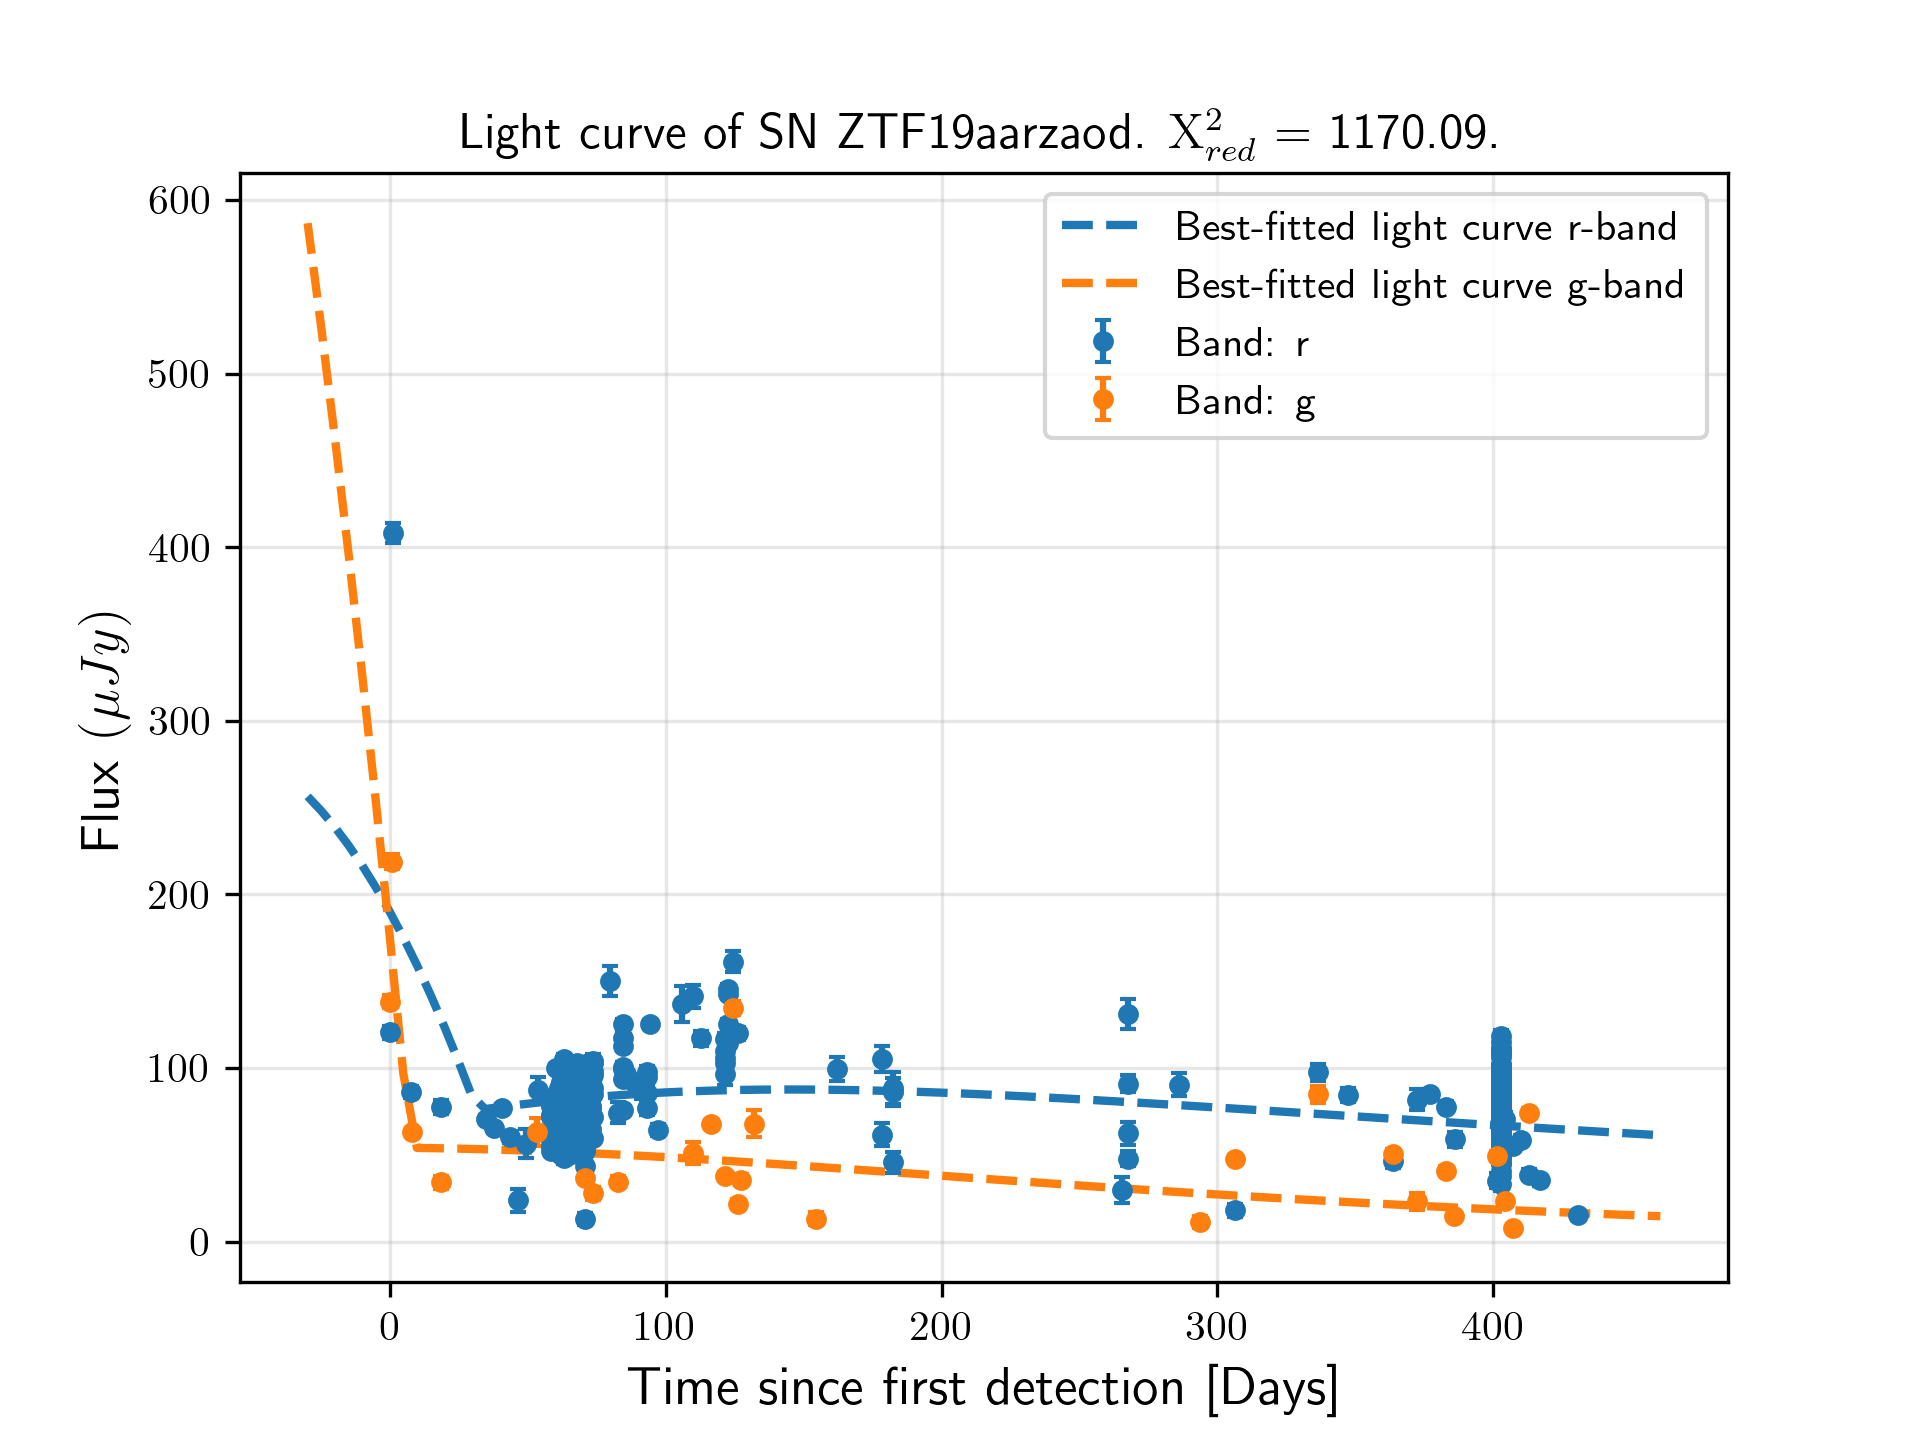 Light curve of SN ZTF19aarzaod. X²_red = 1170.09.
600
500
400
300
200
100
0
Flux (μJy)
Best-fitted light curve r-band
Best-fitted light curve g-band
Band: r
Band: g
0 100 200 300 400
Time since first detection [Days]